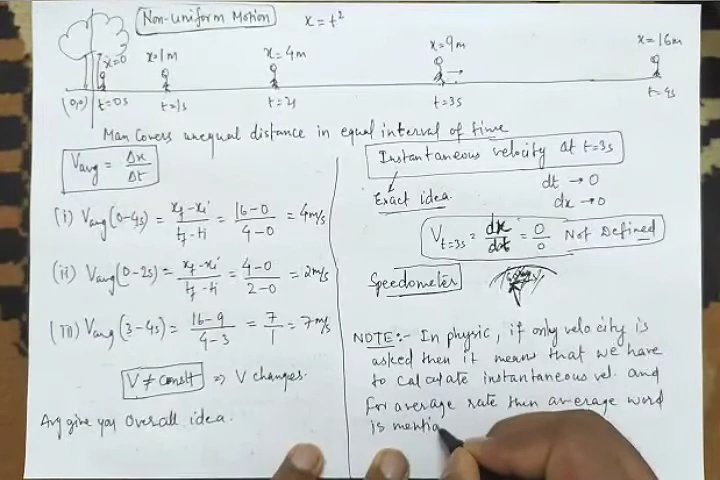 Non-Uniform Motion x = t²
x=0 x=1m x=4m x=9m x=16m
(0,0) t=0s t=1s t=2s t=3s t=4s
Man covers unequal distance in equal interval of time
Vavg = Δx/Δt
(i) Vavg(0-4s) = (xf-xi)/(tf-ti) = (16-0)/(4-0) = 4m/s
(ii) Vavg(0-2s) = (xf-xi)/(tf-ti) = (4-0)/(2-0) = 2m/s
(iii) Vavg(3-4s) = (16-9)/(4-3) = 7/1 = 7m/s
V ≠ constt ⇒ V changes.
Avg give you overall idea.
Instantaneous velocity at t=3s
Exact idea.
dt → 0
dx → 0
Vt=3s = dx/dt = 0/0 Not Defined
Speedometer
NOTE:- In physic, if only velocity is
asked then it means that we have
to calculate instantaneous vel. and
for average rate then average word
is mentio